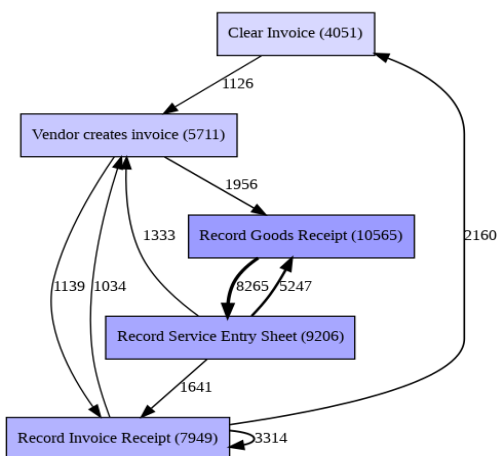 Clear Invoice (4051)
1126
Vendor creates invoice (5711)
1956
Record Goods Receipt (10565)
1333
2160
1139
1034
8265
5247
Record Service Entry Sheet (9206)
1641
Record Invoice Receipt (7949)
3314